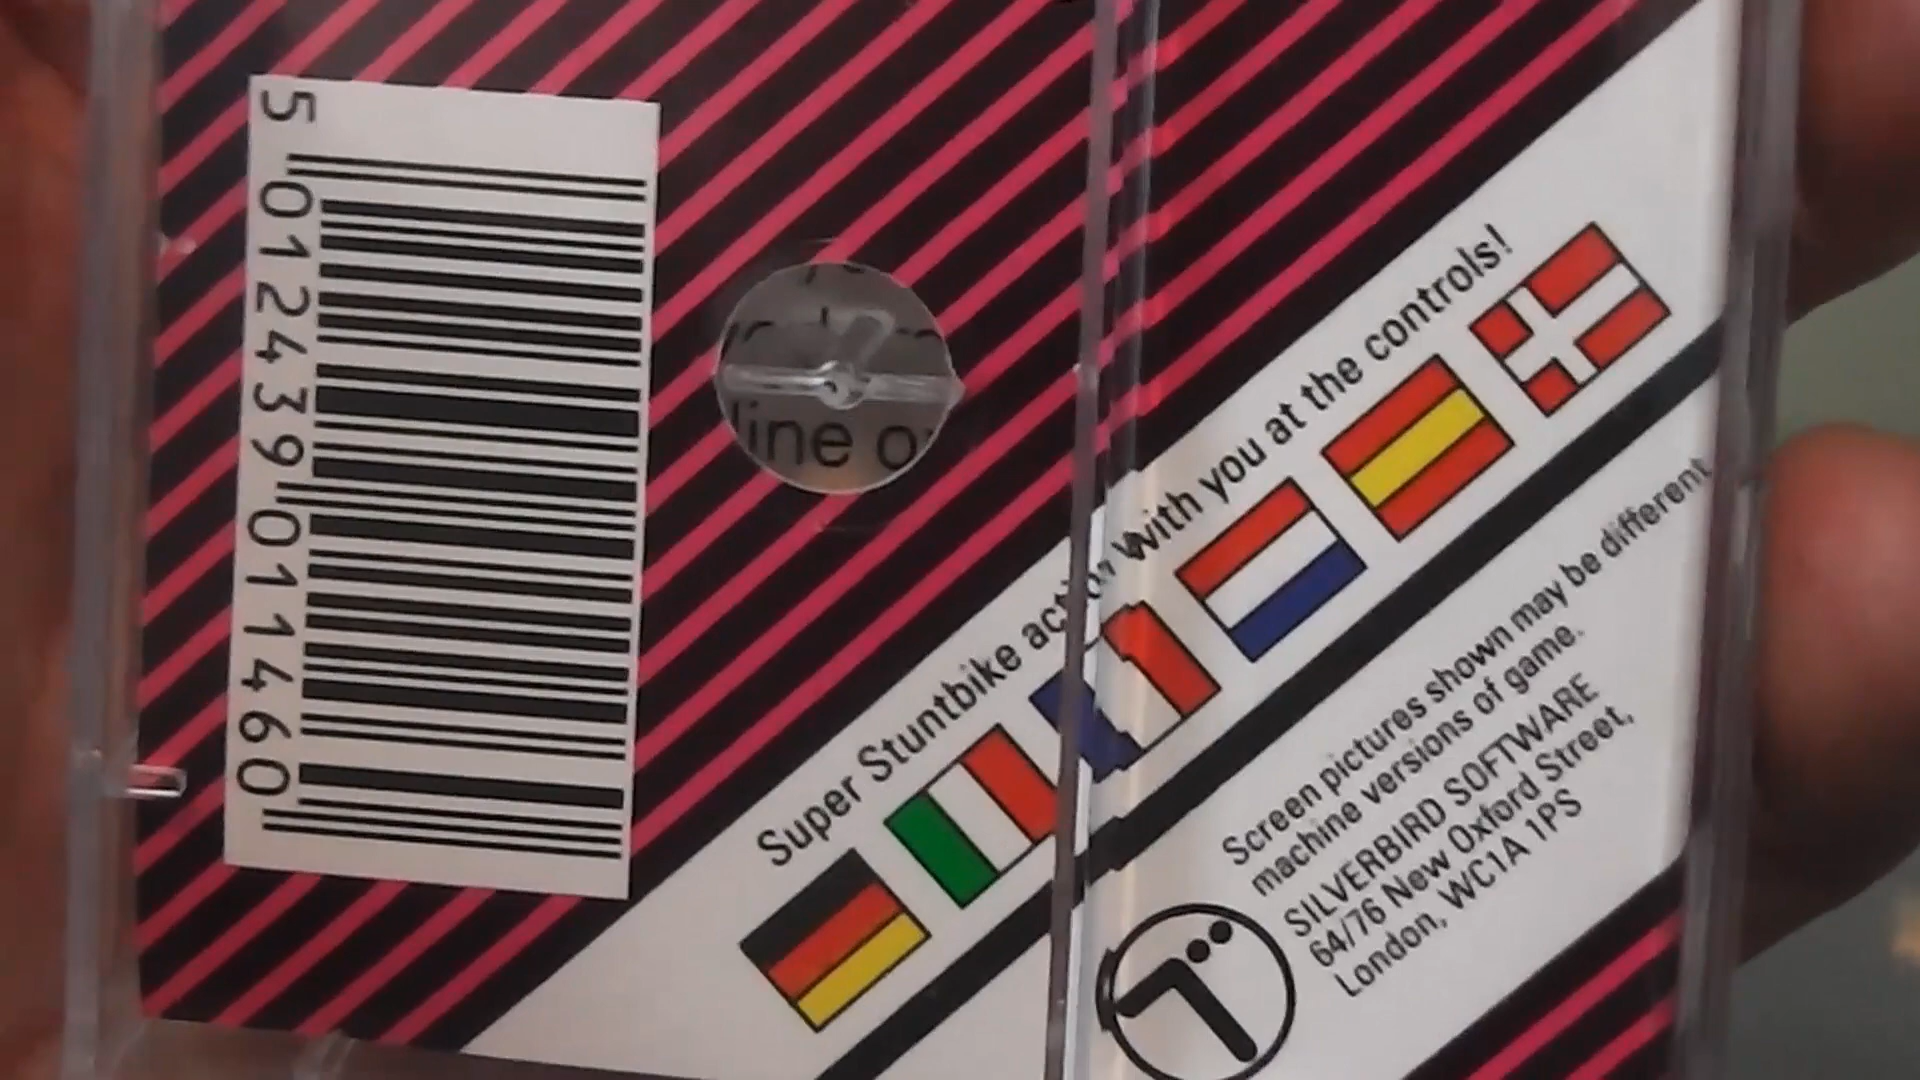 5 012439 011460
line o
Super Stuntbike action with you at the controls!
Screen pictures shown may be different
machine versions of game.
SILVERBIRD SOFTWARE
64/76 New Oxford Street,
London, WC1A 1PS